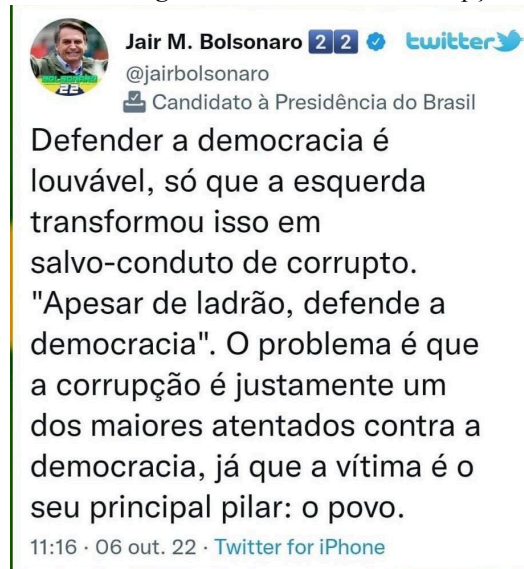 Jair M. Bolsonaro 22 twitter
@jairbolsonaro
Candidato à Presidência do Brasil
Defender a democracia é
louvável, só que a esquerda
transformou isso em
salvo-conduto de corrupto.
"Apesar de ladrão, defende a
democracia". O problema é que
a corrupção é justamente um
dos maiores atentados contra a
democracia, já que a vítima é o
seu principal pilar: o povo.
11:16 · 06 out. 22 · Twitter for iPhone
BOLSONARO
22